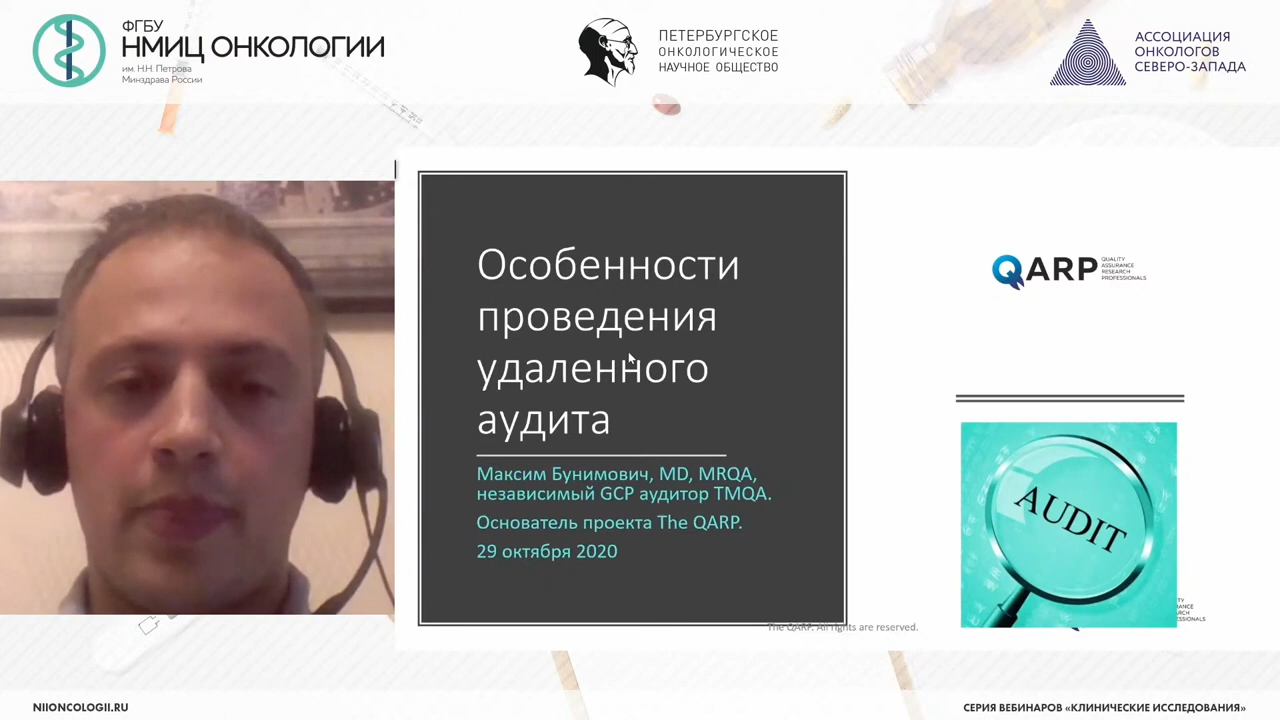 ФГБУ
НМИЦ ОНКОЛОГИИ
им. Н.Н. Петрова
Минздрава России
ПЕТЕРБУРГСКОЕ
ОНКОЛОГИЧЕСКОЕ
НАУЧНОЕ ОБЩЕСТВО
АССОЦИАЦИЯ
ОНКОЛОГОВ
СЕВЕРО-ЗАПАДА
Особенности
проведения
удаленного
аудита
Максим Бунимович, MD, MRQA,
независимый GCP аудитор TMQA.
Основатель проекта The QARP.
29 октября 2020
QARP
QUALITY
ASSURANCE
RESEARCH
PROFESSIONALS
AUDIT
The QARP. All rights are reserved.
NIIONCOLOGII.RU
СЕРИЯ ВЕБИНАРОВ «КЛИНИЧЕСКИЕ ИССЛЕДОВАНИЯ»